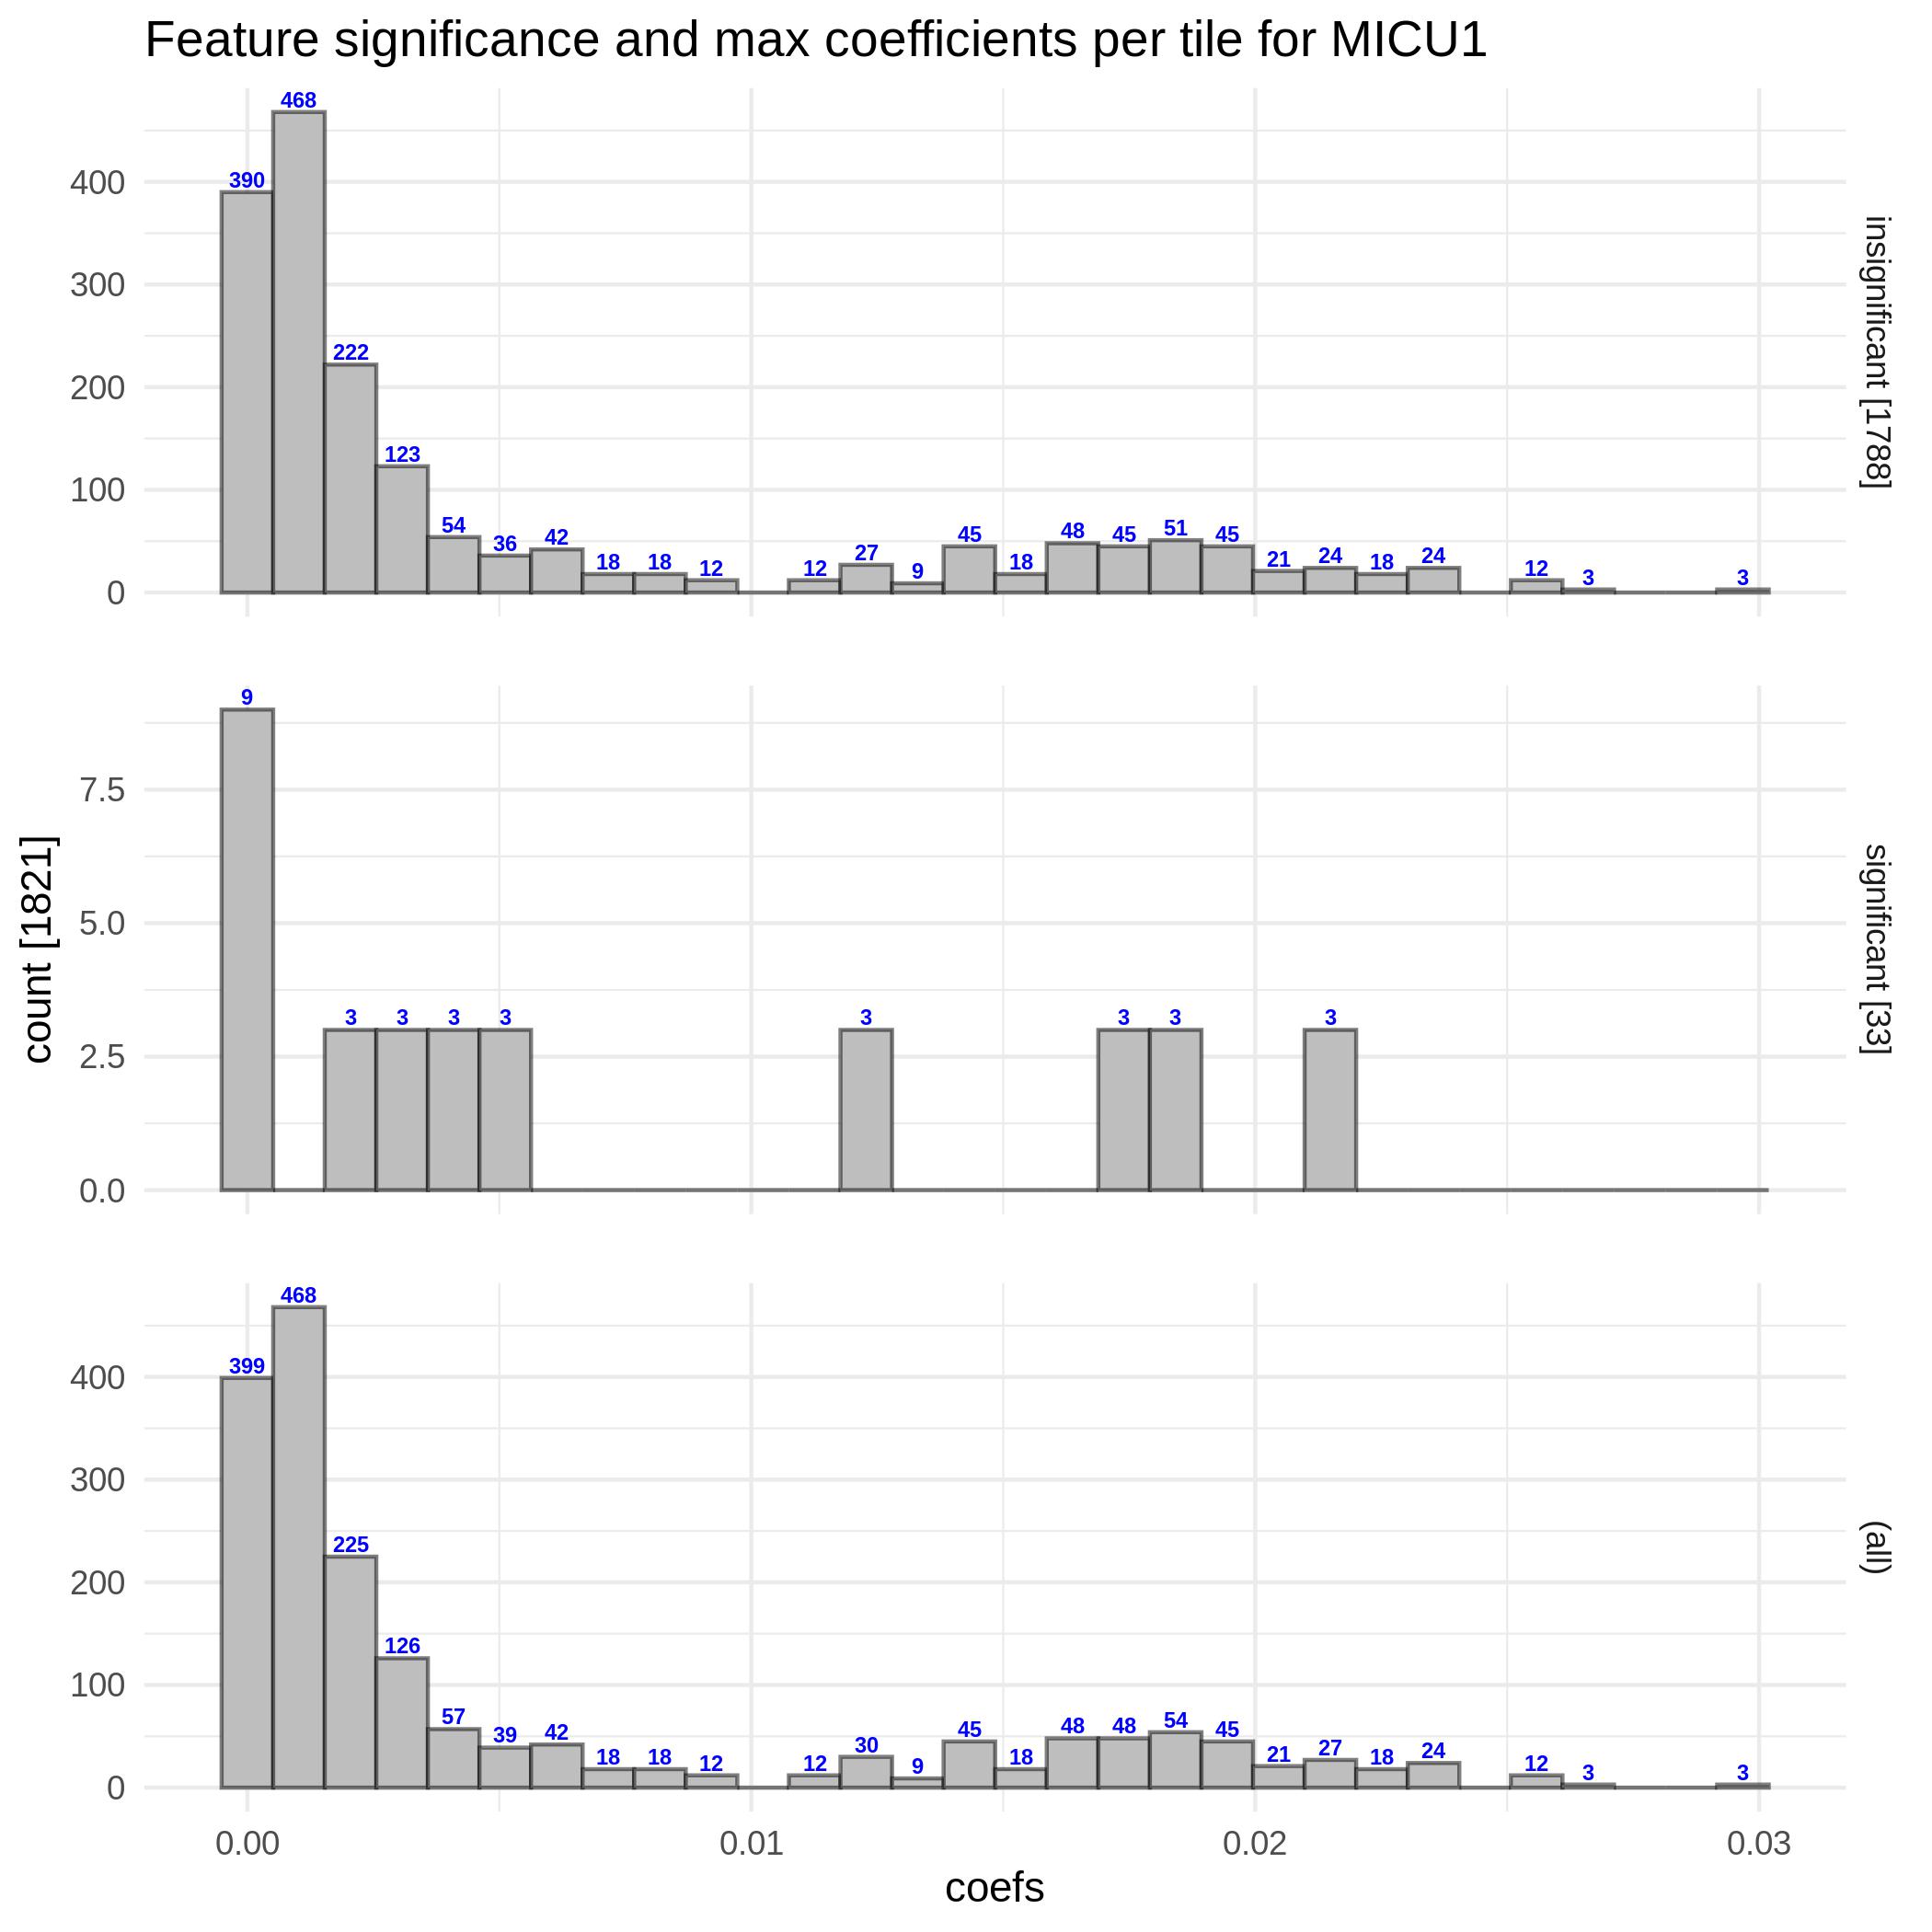 Feature significance and max coefficients per tile for MICU1
468
390
400
300
222
200
123
100
54 36 42 18 18 12 12 27 9 45 18 48 45 51 45 21 24 18 24 12 3 3
0
insignificant [1788]
9
7.5
5.0
3 3 3 3 3 3 3 3
2.5
0.0
significant [33]
count [1821]
468
399
400
300
225
200
126
100
57 39 42 18 18 12 12 30 9 45 18 48 48 54 45 21 27 18 24 12 3 3
0
(all)
0.00 0.01 0.02 0.03
coefs